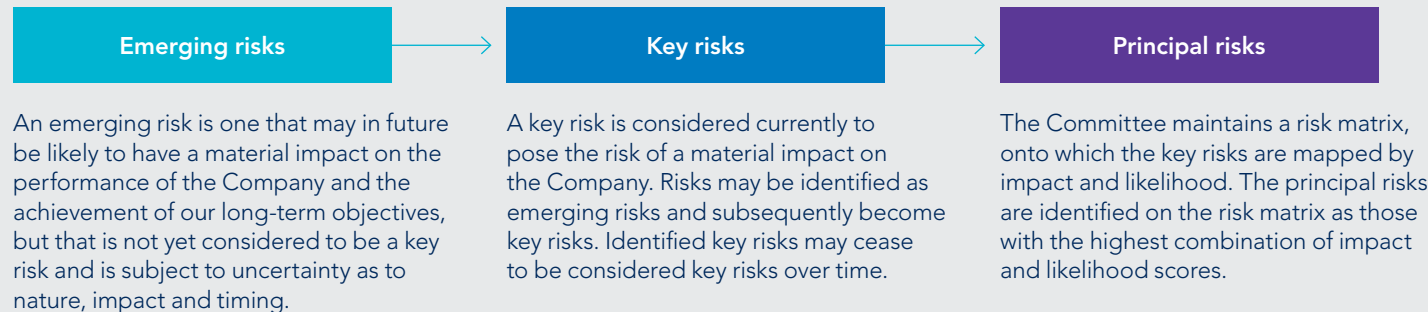 Emerging risks
An emerging risk is one that may in future
be likely to have a material impact on the
performance of the Company and the
achievement of our long-term objectives,
but that is not yet considered to be a key
risk and is subject to uncertainty as to
nature, impact and timing.
Key risks
A key risk is considered currently to
pose the risk of a material impact on
the Company. Risks may be identified as
emerging risks and subsequently become
key risks. Identified key risks may cease
to be considered key risks over time.
Principal risks
The Committee maintains a risk matrix,
onto which the key risks are mapped by
impact and likelihood. The principal risks
are identified on the risk matrix as those
with the highest combination of impact
and likelihood scores.